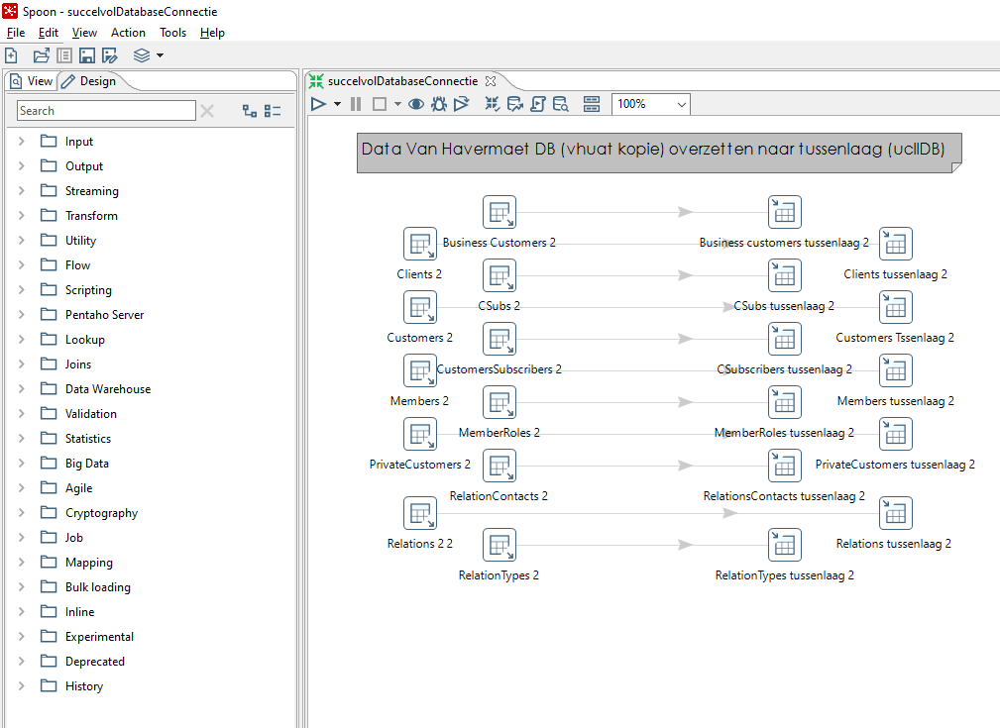 Spoon - succelvolDatabaseConnectie
File Edit View Action Tools Help
View Design
succelvolDatabaseConnectie
Search
100%
Input
Output
Streaming
Transform
Utility
Flow
Scripting
Pentaho Server
Lookup
Joins
Data Warehouse
Validation
Statistics
Big Data
Agile
Cryptography
Job
Mapping
Bulk loading
Inline
Experimental
Deprecated
History
Data Van Havermaet DB (vhuat kopie) overzetten naar tussenlaag (ucllDB)
Business Customers 2 Business customers tussenlaag 2
Clients 2 Clients tussenlaag 2
CSubs 2 CSubs tussenlaag 2
Customers 2 Customers Tssenlaag 2
CustomersSubscribers 2 CSubscribers tussenlaag 2
Members 2 Members tussenlaag 2
MemberRoles 2 MemberRoles tussenlaag 2
PrivateCustomers 2 PrivateCustomers tussenlaag 2
RelationContacts 2 RelationsContacts tussenlaag 2
Relations 2 2 Relations tussenlaag 2
RelationTypes 2 RelationTypes tussenlaag 2